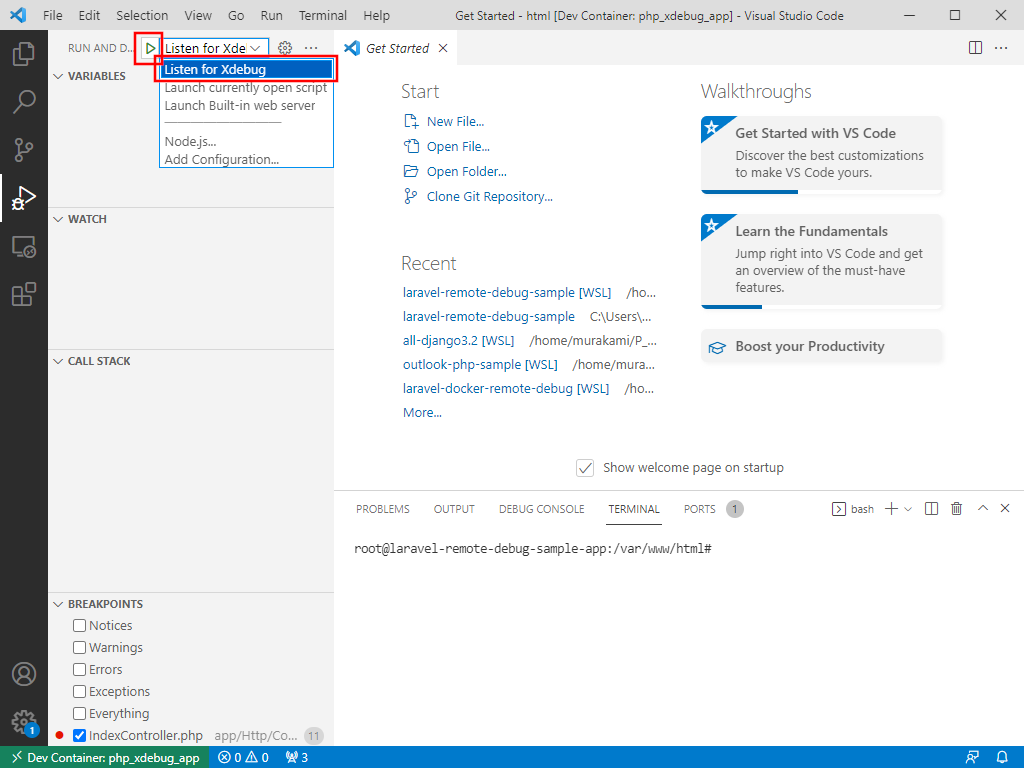 File Edit Selection View Go Run Terminal Help Get Started - html [Dev Container: php_xdebug_app] - Visual Studio Code
RUN AND D...
Listen for Xde
Listen for Xdebug
Launch currently open script
Launch Built-in web server
Node.js...
Add Configuration...
VARIABLES
WATCH
CALL STACK
BREAKPOINTS
Notices
Warnings
Errors
Exceptions
Everything
IndexController.php app/Http/Co... 11
Get Started
Start
New File...
Open File...
Open Folder...
Clone Git Repository...
Recent
laravel-remote-debug-sample [WSL] /ho...
laravel-remote-debug-sample C:\Users\...
all-django3.2 [WSL] /home/murakami/P_...
outlook-php-sample [WSL] /home/mura...
laravel-docker-remote-debug [WSL] /ho...
More...
Walkthroughs
Get Started with VS Code
Discover the best customizations
to make VS Code yours.
Learn the Fundamentals
Jump right into VS Code and get
an overview of the must-have
features.
Boost your Productivity
Show welcome page on startup
PROBLEMS OUTPUT DEBUG CONSOLE TERMINAL PORTS 1 bash
root@laravel-remote-debug-sample-app:/var/www/html#
1
Dev Container: php_xdebug_app 0 0 3